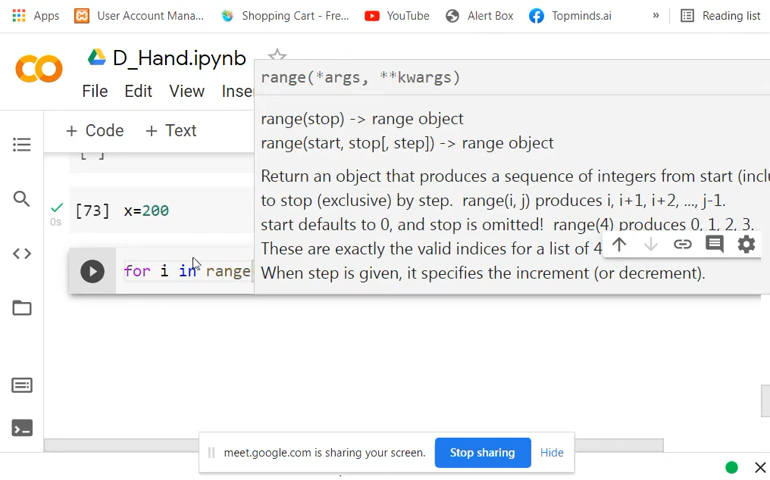 Apps User Account Mana... Shopping Cart - Fre... YouTube Alert Box Topminds.ai » Reading list
D_Hand.ipynb
File Edit View Inse
+ Code + Text
range(*args, **kwargs)
range(stop) -> range object
range(start, stop[, step]) -> range object
Return an object that produces a sequence of integers from start (inclu
to stop (exclusive) by step. range(i, j) produces i, i+1, i+2, ..., j-1.
start defaults to 0, and stop is omitted! range(4) produces 0, 1, 2, 3.
These are exactly the valid indices for a list of 4
When step is given, it specifies the increment (or decrement).
[ ]
[73] x=200
0s
for i in range
meet.google.com is sharing your screen. Stop sharing Hide